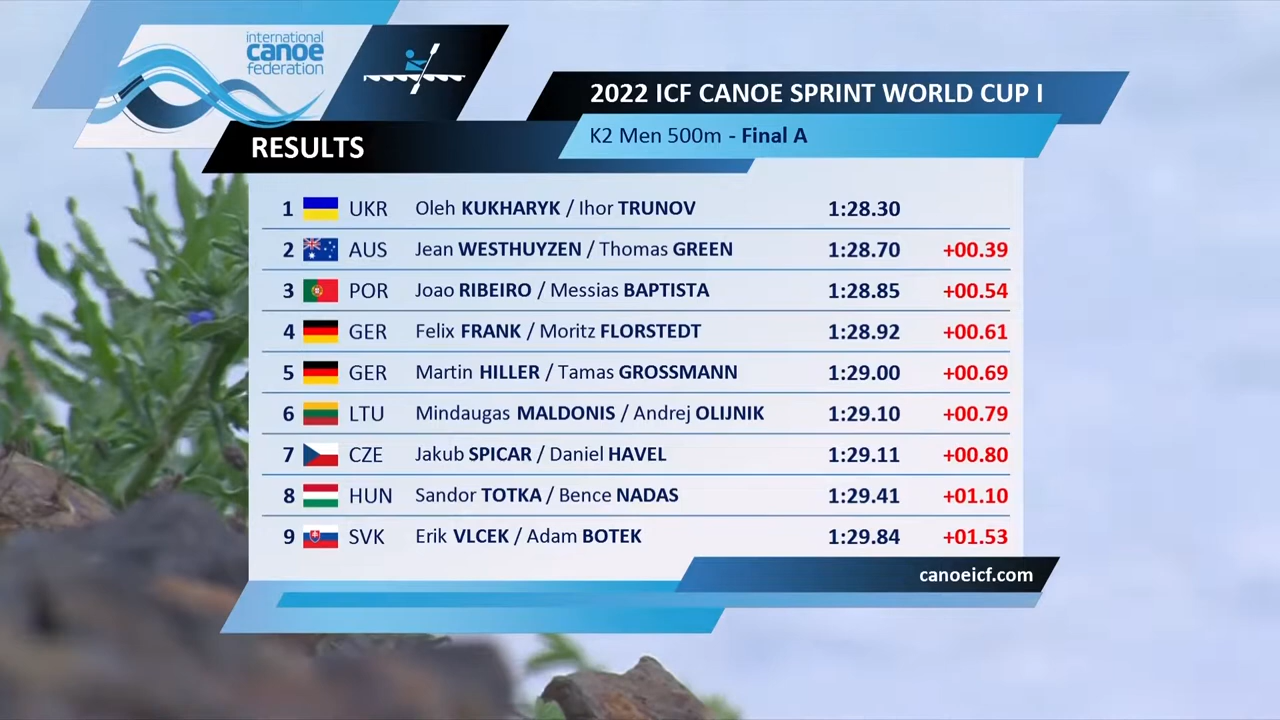 international
canoe
federation
2022 ICF CANOE SPRINT WORLD CUP I
K2 Men 500m - Final A
RESULTS
1 UKR Oleh KUKHARYK / Ihor TRUNOV 1:28.30
2 AUS Jean WESTHUYZEN / Thomas GREEN 1:28.70 +00.39
3 POR Joao RIBEIRO / Messias BAPTISTA 1:28.85 +00.54
4 GER Felix FRANK / Moritz FLORSTEDT 1:28.92 +00.61
5 GER Martin HILLER / Tamas GROSSMANN 1:29.00 +00.69
6 LTU Mindaugas MALDONIS / Andrej OLIJNIK 1:29.10 +00.79
7 CZE Jakub SPICAR / Daniel HAVEL 1:29.11 +00.80
8 HUN Sandor TOTKA / Bence NADAS 1:29.41 +01.10
9 SVK Erik VLCEK / Adam BOTEK 1:29.84 +01.53
canoeicf.com